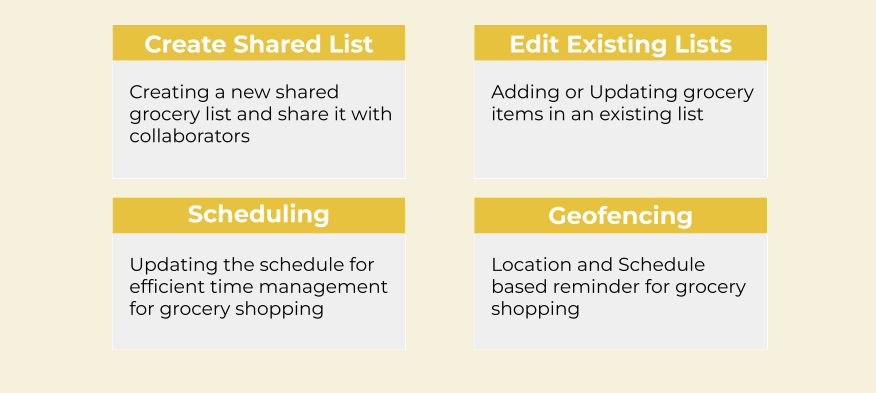 Create Shared List
Creating a new shared
grocery list and share it with
collaborators
Edit Existing Lists
Adding or Updating grocery
items in an existing list
Scheduling
Updating the schedule for
efficient time management
for grocery shopping
Geofencing
Location and Schedule
based reminder for grocery
shopping